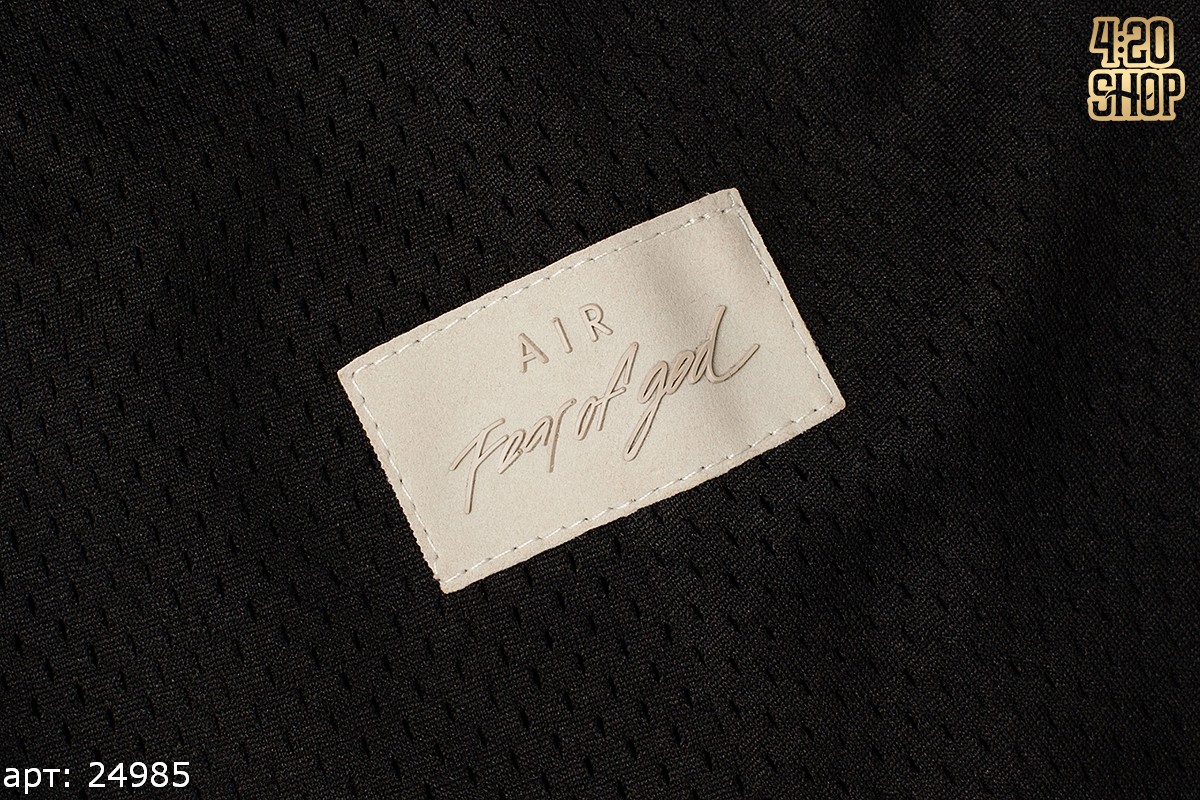 4:20
SHOP
AIR
Fear of god
арт: 24985